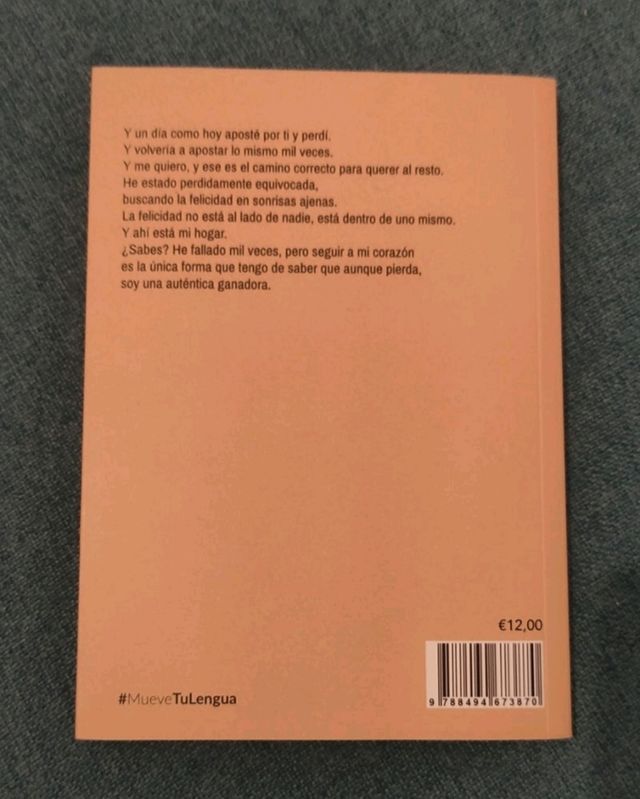 Y un día como hoy aposté por ti y perdí.
Y volvería a apostar lo mismo mil veces.
Y me quiero, y ese es el camino correcto para querer al resto.
He estado perdidamente equivocada,
buscando la felicidad en sonrisas ajenas.
La felicidad no está al lado de nadie, está dentro de uno mismo.
Y ahí está mi hogar.
¿Sabes? He fallado mil veces, pero seguir a mi corazón
es la única forma que tengo de saber que aunque pierda,
soy una auténtica ganadora.
€12,00
9 788494 673870
#MueveTuLengua